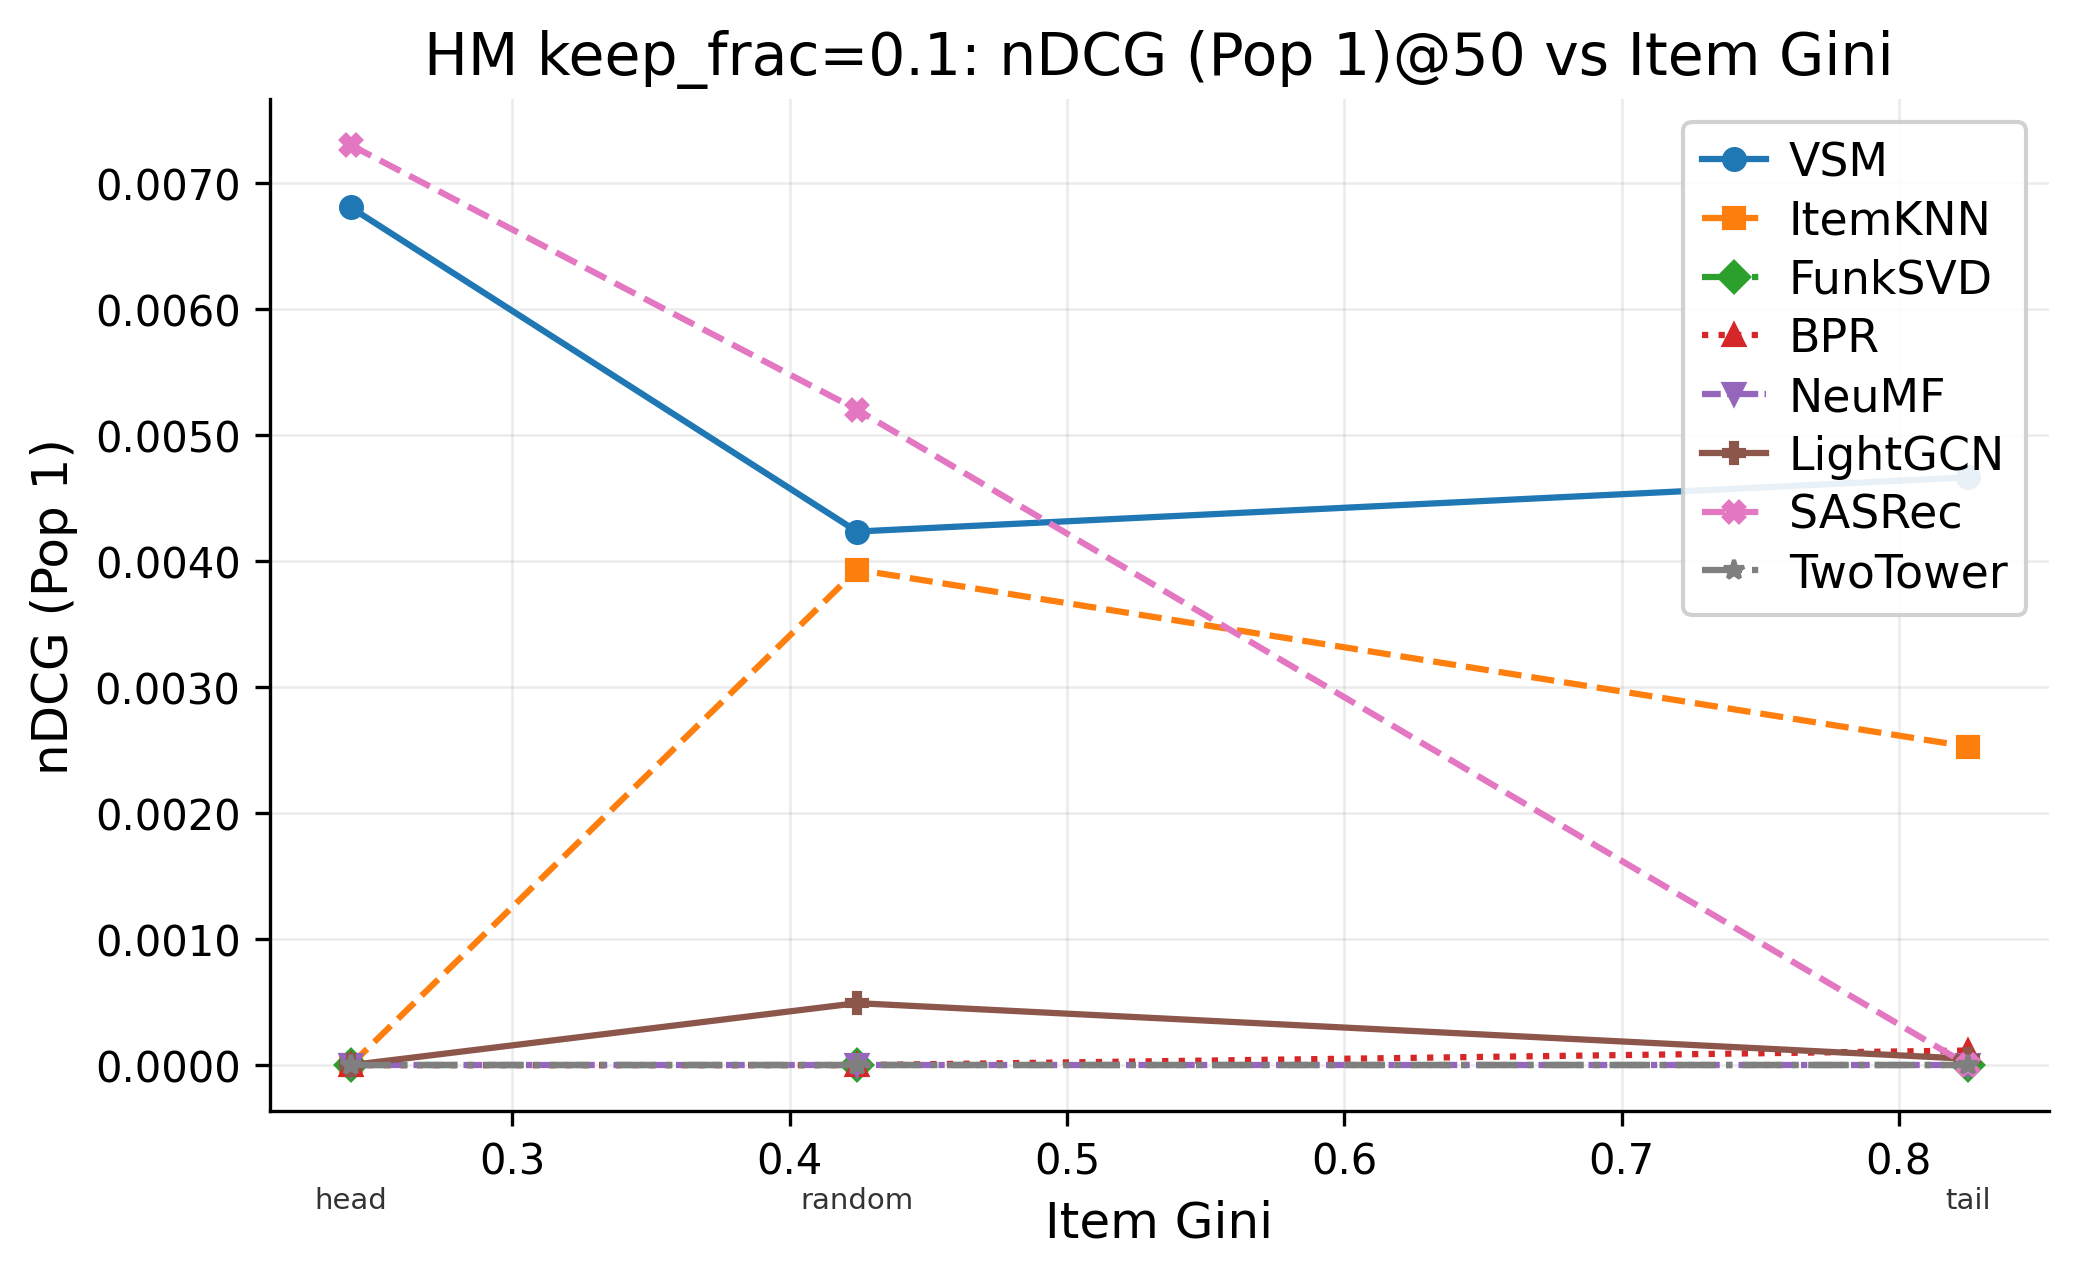 HM keep_frac=0.1: nDCG (Pop 1)@50 vs Item Gini
nDCG (Pop 1)
0.0070
0.0060
0.0050
0.0040
0.0030
0.0020
0.0010
0.0000
VSM
ItemKNN
FunkSVD
BPR
NeuMF
LightGCN
SASRec
TwoTower
0.3 0.4 0.5 0.6 0.7 0.8
head random tail
Item Gini